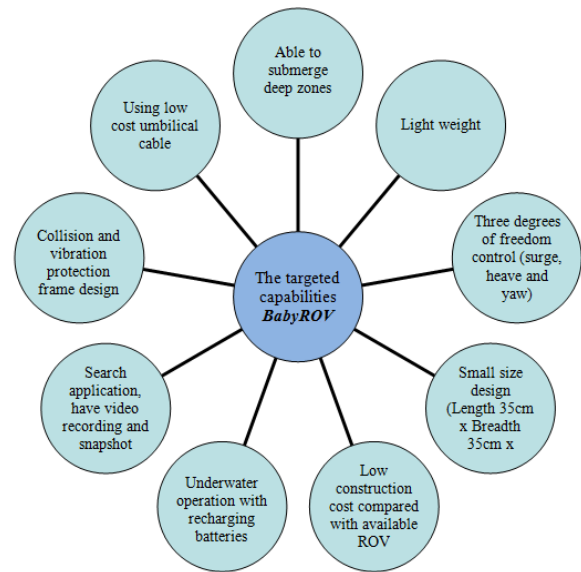 Able to
submerge
deep zones
Light weight
Three degrees
of freedom
control (surge,
heave and
yaw)
Small size
design
(Length 35cm
x Breadth
35cm x
Low
construction
cost compared
with available
ROV
Underwater
operation with
recharging
batteries
Search
application,
have video
recording and
snapshot
Collision and
vibration
protection
frame design
Using low
cost umbilical
cable
The targeted
capabilities
BabyROV